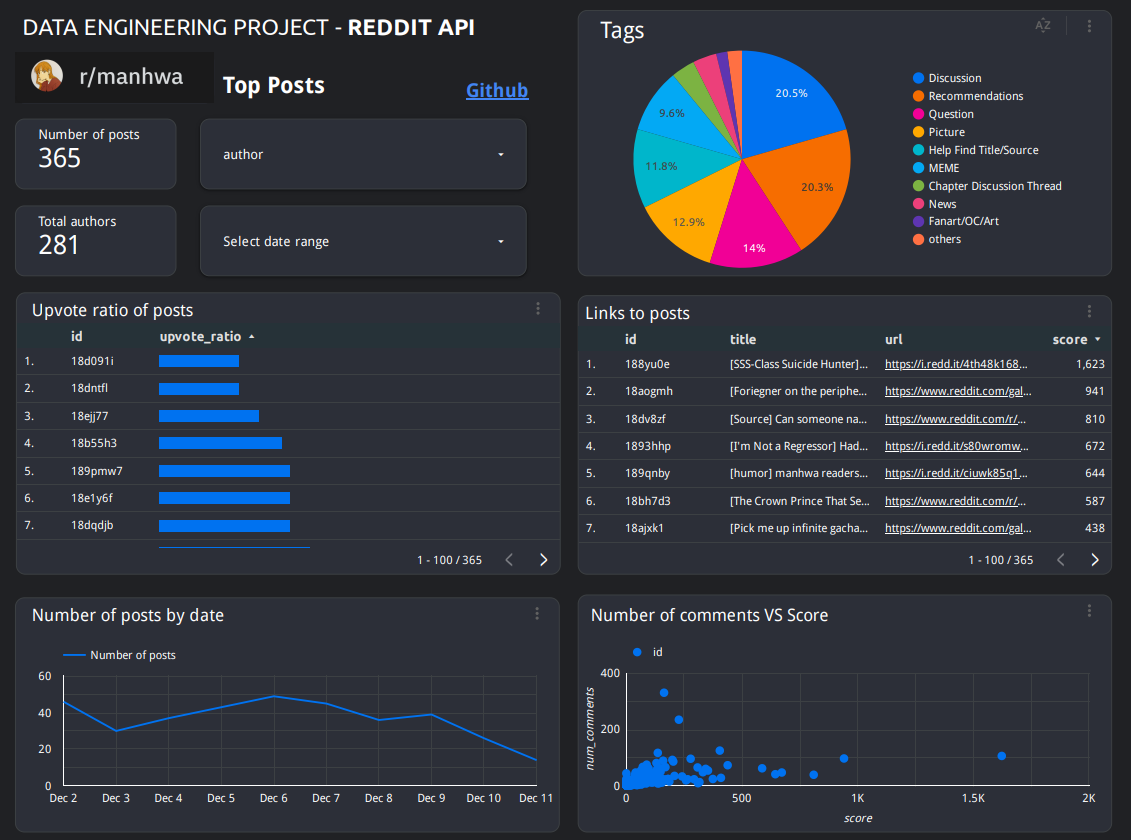 DATA ENGINEERING PROJECT - REDDIT API
r/manhwa
Top Posts
Github
Number of posts
365
author
Total authors
281
Select date range
Tags
AZ
20.5%
20.3%
14%
12.9%
11.8%
9.6%
Discussion
Recommendations
Question
Picture
Help Find Title/Source
MEME
Chapter Discussion Thread
News
Fanart/OC/Art
others
Upvote ratio of posts
id upvote_ratio
1. 18d091i
2. 18dntfl
3. 18ejj77
4. 18b55h3
5. 189pmw7
6. 18e1y6f
7. 18dqdjb
1 - 100 / 365
Links to posts
id title url score
1. 188yu0e [SSS-Class Suicide Hunter]... https://i.redd.it/4th48k168... 1,623
2. 18aogmh [Foriegner on the periphe... https://www.reddit.com/gal... 941
3. 18dv8zf [Source] Can someone na... https://www.reddit.com/r/... 810
4. 1893hhp [I'm Not a Regressor] Had... https://i.redd.it/s80wromw... 672
5. 189qnby [humor] manhwa readers... https://i.redd.it/ciuwk85q1... 644
6. 18bh7d3 [The Crown Prince That Se... https://www.reddit.com/r/... 587
7. 18ajxk1 [Pick me up infinite gacha... https://www.reddit.com/gal... 438
1 - 100 / 365
Number of posts by date
Number of posts
60
40
20
0
Dec 2 Dec 3 Dec 4 Dec 5 Dec 6 Dec 7 Dec 8 Dec 9 Dec 10 Dec 11
Number of comments VS Score
id
num_comments
400
200
0
0 500 1K 1.5K 2K
score